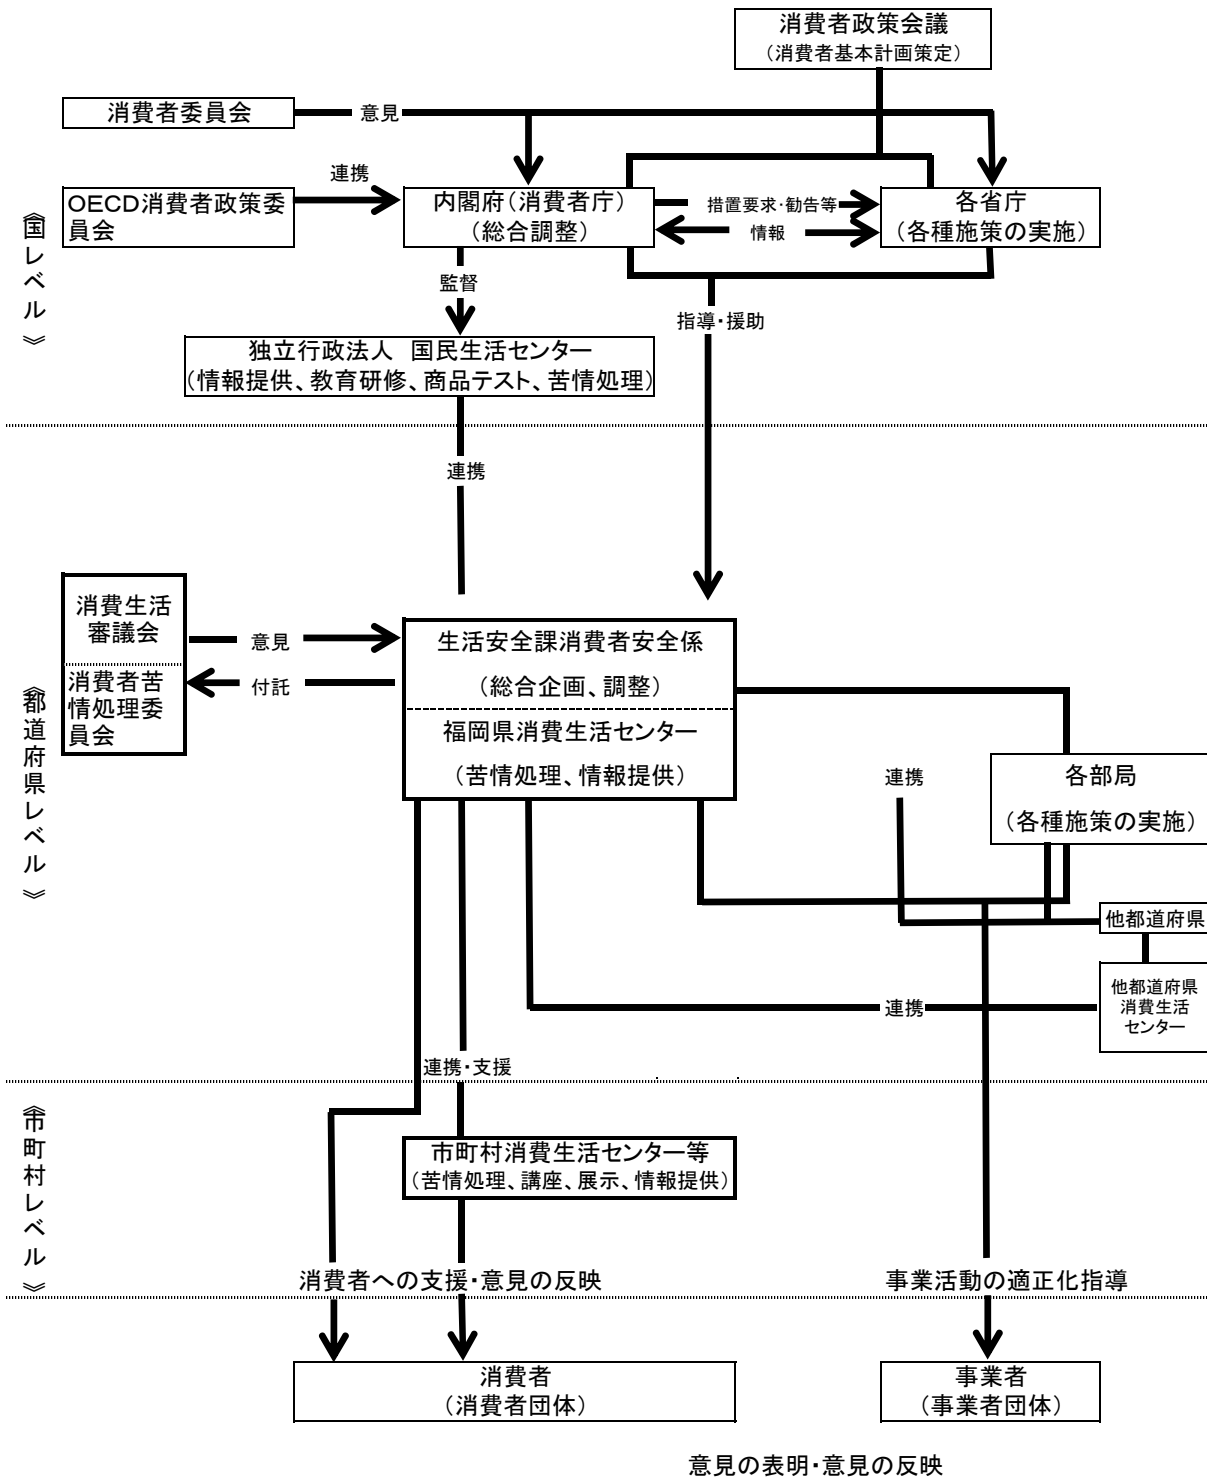 消費者政策会議
（消費者基本計画策定）
消費者委員会
意見
連携
OECD消費者政策委
員会
内閣府（消費者庁）
（総合調整）
措置要求・勧告等
情報
各省庁
（各種施策の実施）
《国レベル》
監督
指導・援助
独立行政法人　国民生活センター
（情報提供、教育研修、商品テスト、苦情処理）
連携
消費生活
審議会
消費者苦
情処理委
員会
意見
付託
生活安全課消費者安全係
（総合企画、調整）
福岡県消費生活センター
（苦情処理、情報提供）
《都道府県レベル》
連携
各部局
（各種施策の実施）
他都道府県
他都道府県
消費生活
センター
連携
連携・支援
《市町村レベル》
市町村消費生活センター等
（苦情処理、講座、展示、情報提供）
消費者への支援・意見の反映
事業活動の適正化指導
消費者
（消費者団体）
事業者
（事業者団体）
意見の表明・意見の反映